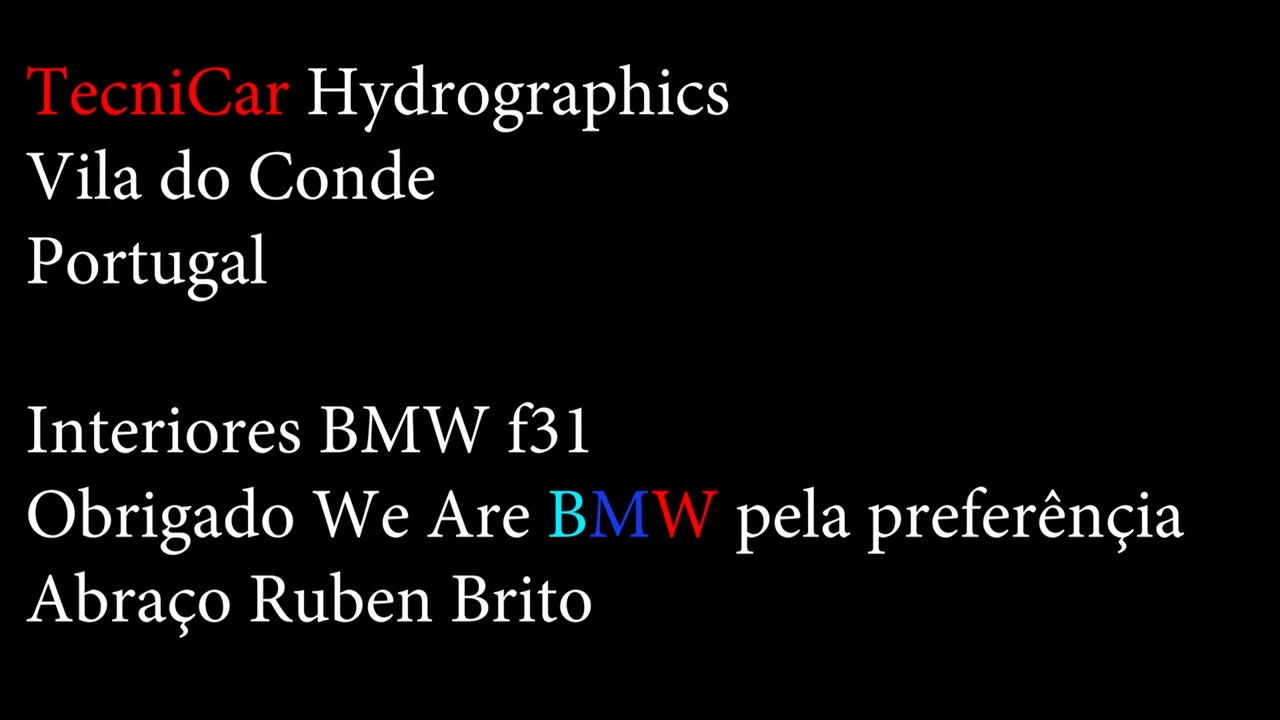 TecniCar Hydrographics
Vila do Conde
Portugal
Interiores BMW f31
Obrigado We Are BMW pela preferênçia
Abraço Ruben Brito